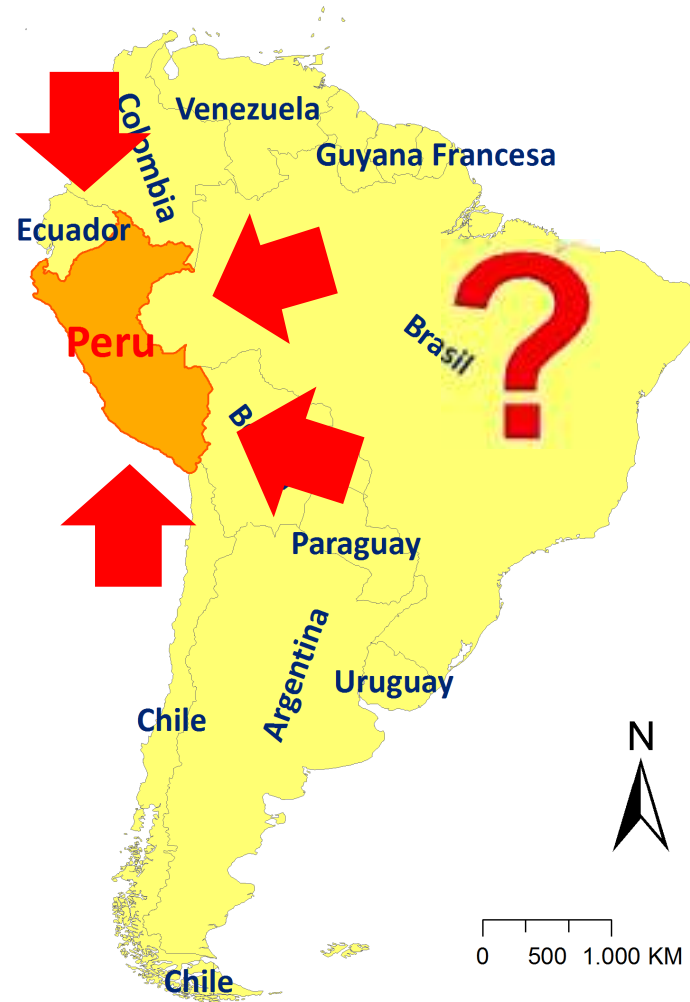 Venezuela
Colombia
Guyana Francesa
Ecuador
?
Brasil
Peru
Paraguay
Argentina
Uruguay
Chile
N
0 500 1.000 KM
Chile